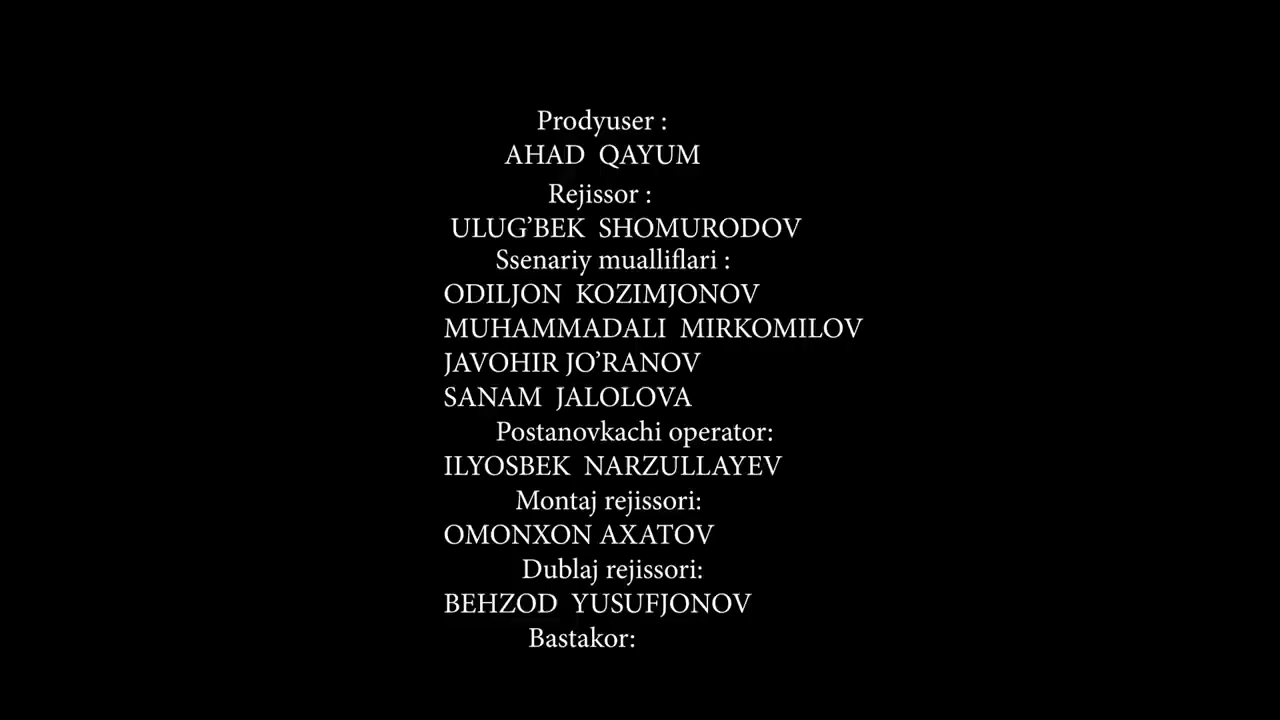 Prodyuser :
AHAD QAYUM
Rejissor :
ULUG’BEK SHOMURODOV
Ssenariy mualliflari :
ODILJON KOZIMJONOV
MUHAMMADALI MIRKOMILOV
JAVOHIR JO’RANOV
SANAM JALOLOVA
Postanovkachi operator:
ILYOSBEK NARZULLAYEV
Montaj rejissori:
OMONXON AXATOV
Dublaj rejissori:
BEHZOD YUSUFJONOV
Bastakor: